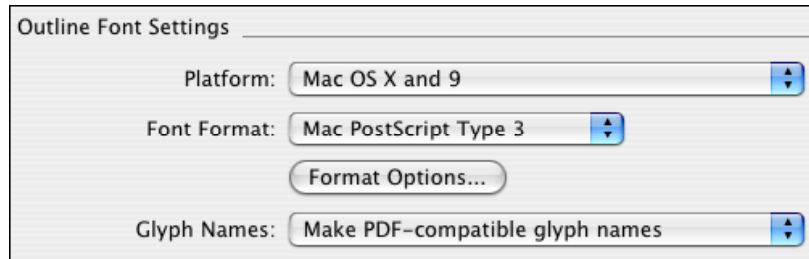 Outline Font Settings
Platform: Mac OS X and 9
Font Format: Mac PostScript Type 3
Format Options...
Glyph Names: Make PDF-compatible glyph names